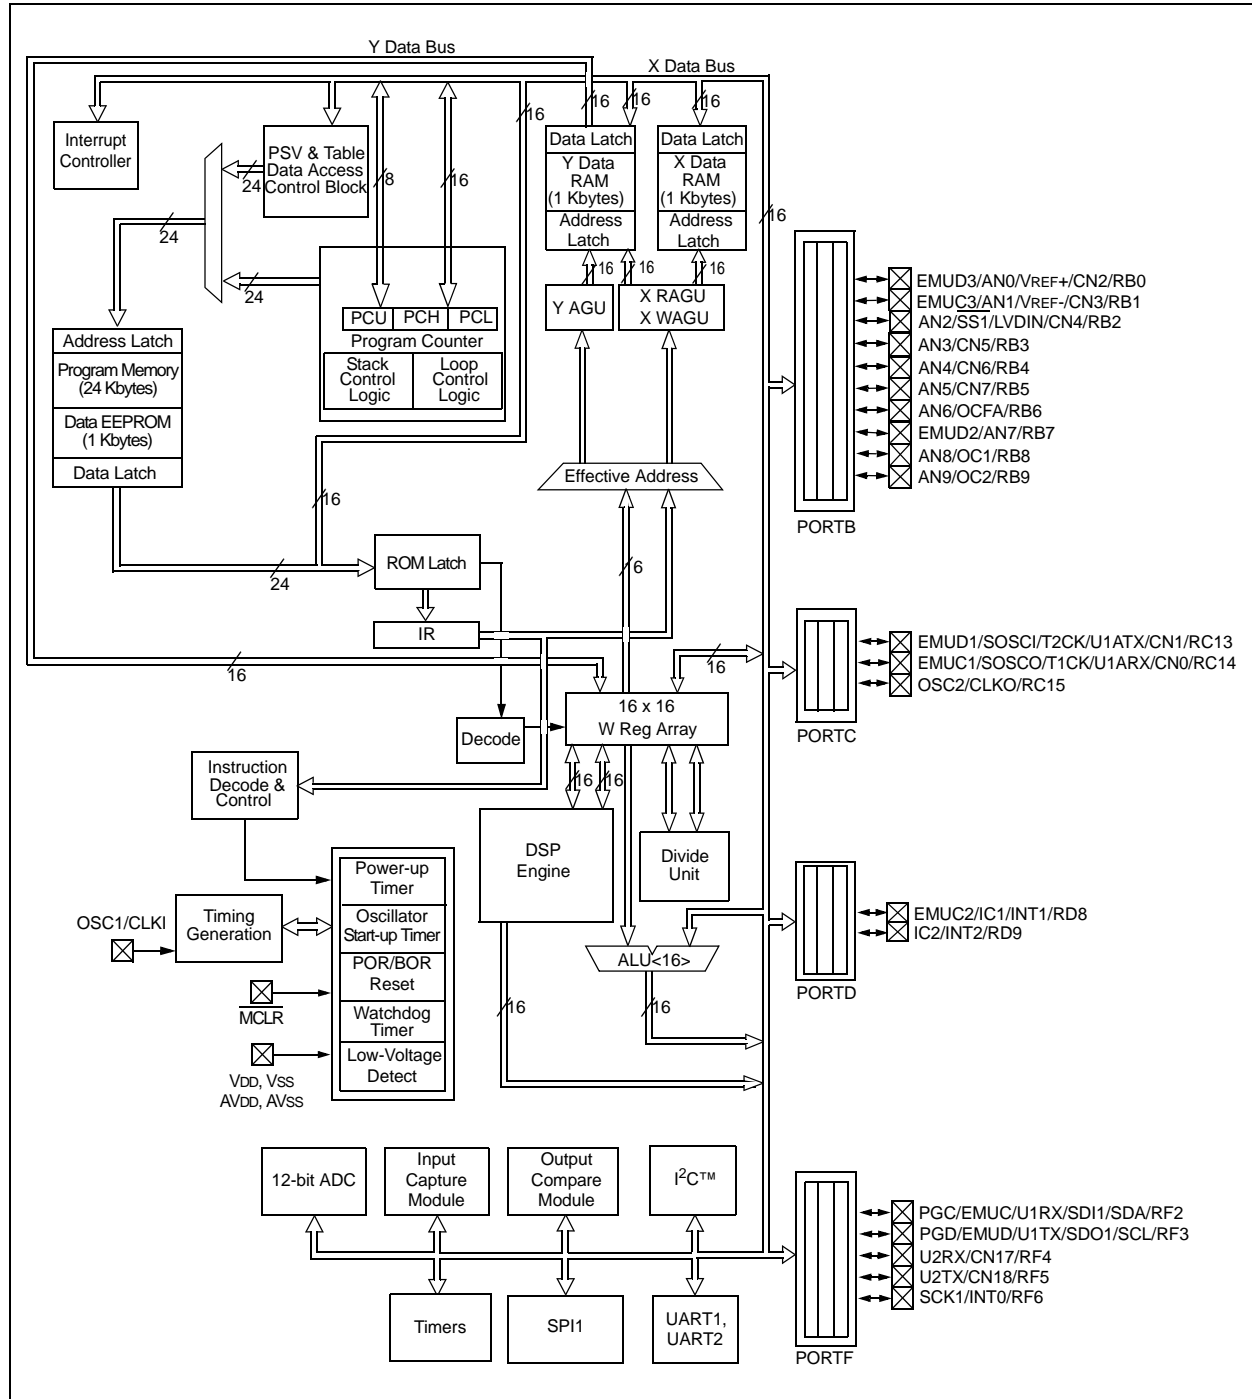 Y Data Bus
X Data Bus
16
16
16
16
Interrupt
Controller
PSV & Table
Data Access
Control Block
24
8
16
Data Latch
Y Data
RAM
(1 Kbytes)
Address
Latch
Data Latch
X Data
RAM
(1 Kbytes)
Address
Latch
16
24
24
16
16
16
Y AGU
X RAGU
X WAGU
PCU
PCH
PCL
Program Counter
Stack
Control
Logic
Loop
Control
Logic
Address Latch
Program Memory
(24 Kbytes)
Data EEPROM
(1 Kbytes)
Data Latch
Effective Address
16
24
ROM Latch
6
IR
16
16
16 x 16
W Reg Array
Decode
Instruction
Decode &
Control
16
16
DSP
Engine
Divide
Unit
Power-up
Timer
Oscillator
Start-up Timer
POR/BOR
Reset
Watchdog
Timer
Low-Voltage
Detect
OSC1/CLKI
Timing
Generation
MCLR
VDD, VSS
AVDD, AVSS
ALU<16>
16
16
12-bit ADC
Input
Capture
Module
Output
Compare
Module
I2C™
Timers
SPI1
UART1,
UART2
EMUD3/AN0/VREF+/CN2/RB0
EMUC3/AN1/VREF-/CN3/RB1
AN2/SS1/LVDIN/CN4/RB2
AN3/CN5/RB3
AN4/CN6/RB4
AN5/CN7/RB5
AN6/OCFA/RB6
EMUD2/AN7/RB7
AN8/OC1/RB8
AN9/OC2/RB9
PORTB
EMUD1/SOSCI/T2CK/U1ATX/CN1/RC13
EMUC1/SOSCO/T1CK/U1ARX/CN0/RC14
OSC2/CLKO/RC15
PORTC
EMUC2/IC1/INT1/RD8
IC2/INT2/RD9
PORTD
PGC/EMUC/U1RX/SDI1/SDA/RF2
PGD/EMUD/U1TX/SDO1/SCL/RF3
U2RX/CN17/RF4
U2TX/CN18/RF5
SCK1/INT0/RF6
PORTF